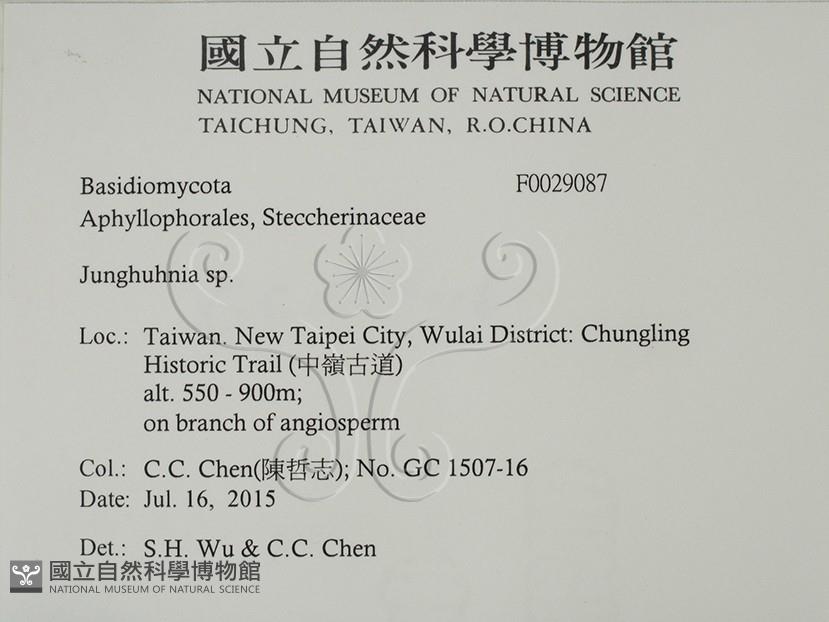 國立自然科學博物館
NATIONAL MUSEUM OF NATURAL SCIENCE
TAICHUNG, TAIWAN, R.O.CHINA
Basidiomycota F0029087
Aphyllophorales, Steccherinaceae
Junghuhnia sp.
Loc.: Taiwan. New Taipei City, Wulai District: Chungling
Historic Trail (中嶺古道)
alt. 550 - 900m;
on branch of angiosperm
Col.: C.C. Chen(陳哲志); No. GC 1507-16
Date: Jul. 16, 2015
Det.: S.H. Wu & C.C. Chen
國立自然科學博物館
NATIONAL MUSEUM OF NATURAL SCIENCE